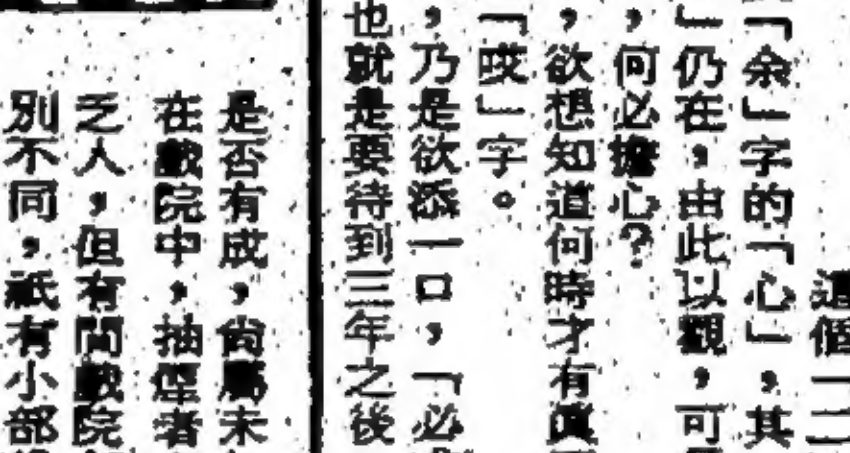 這個「二
「余」字的「心」，其
」仍在，由此以觀，可
，何必擔心？
，欲想知道何時才有真
「哎」字。
，乃是欲添一口，「必
也就是要待到三年之後
是否有成，尚屬未
在戲院中，抽煙者
乏人，但有間戲院
別不同，祇有小部